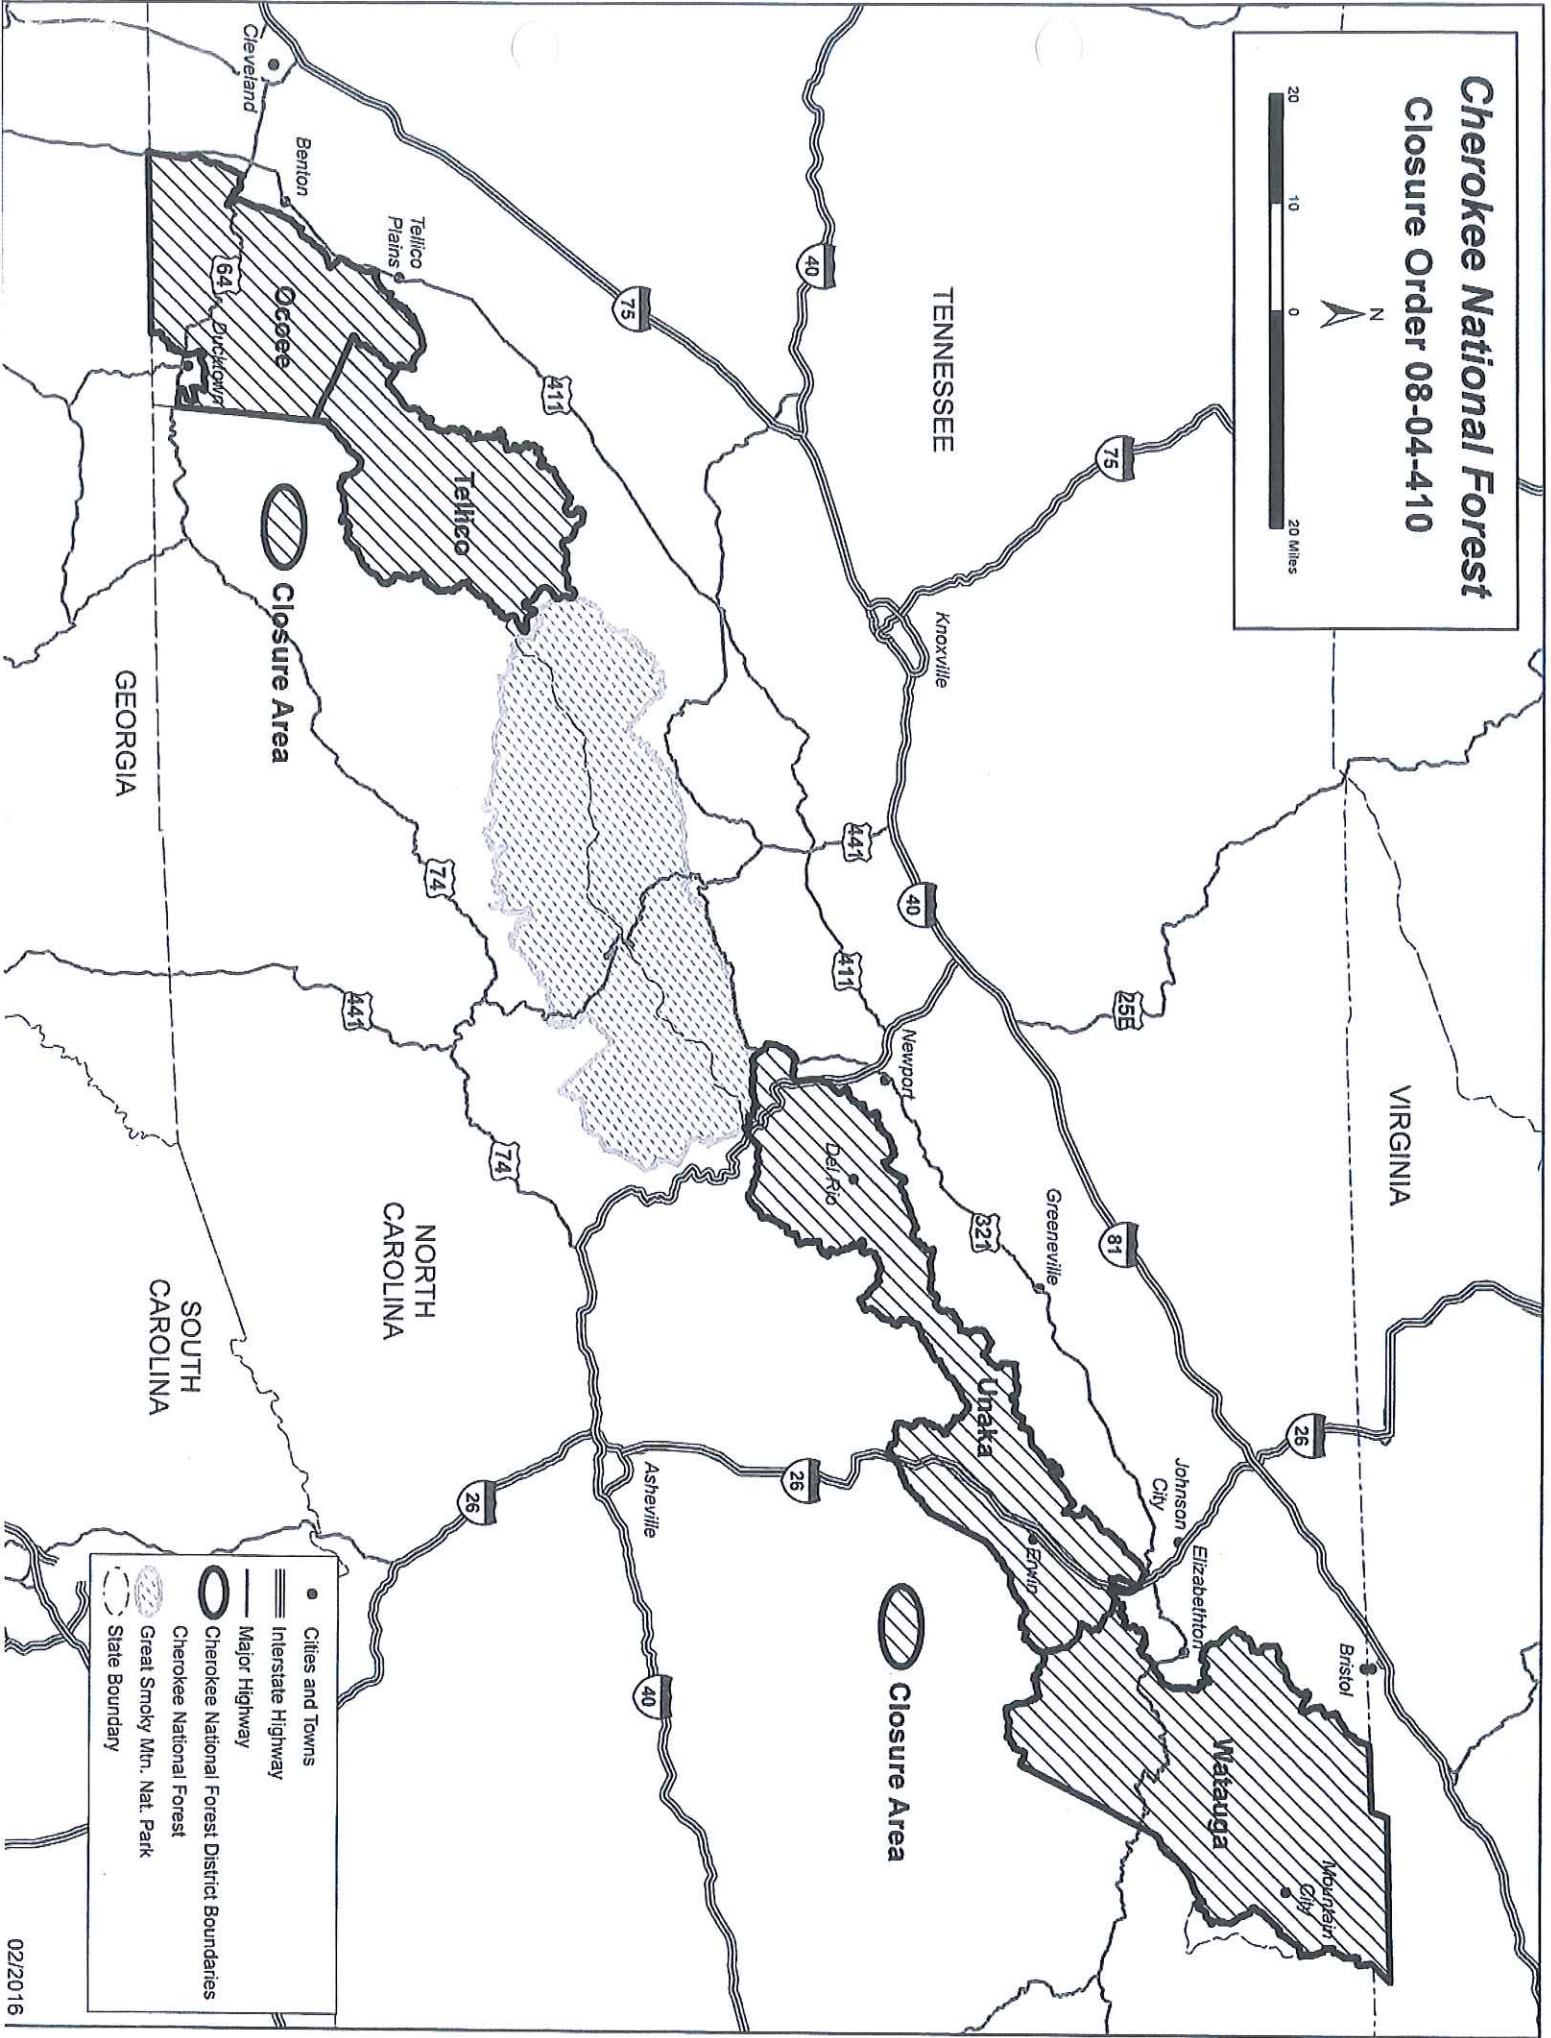 Cherokee National Forest
Closure Order 08-04-410
20 10 0 20 Miles
N
TENNESSEE
VIRGINIA
40
75
75
Knoxville
Cleveland
Benton
Tellico
Plains
411
64
Ocoee
Ducktown
Tellico
Closure Area
GEORGIA
441
40
411
25E
Newport
81
Greeneville
321
Del Rio
74
441
74
NORTH
CAROLINA
SOUTH
CAROLINA
Unaka
26
Johnson
City
Elizabethton
Bristol
Erwin
26
Asheville
26
40
Watauga
Mountain
City
Closure Area
Cities and Towns
Interstate Highway
Major Highway
Cherokee National Forest District Boundaries
Cherokee National Forest
Great Smoky Mtn. Nat. Park
State Boundary
02/2016